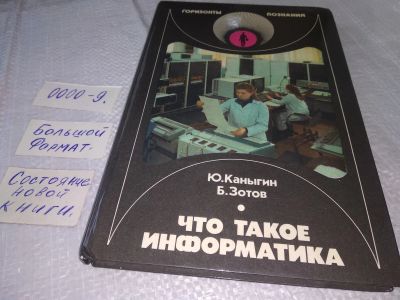 0000-9.
Большой
Формат.
Состояние
новой
книги.
ГОРИЗОНТЫ ПОЗНАНИЯ
Ю.Каныгин
Б.Зотов
ЧТО ТАКОЕ
ИНФОРМАТИКА